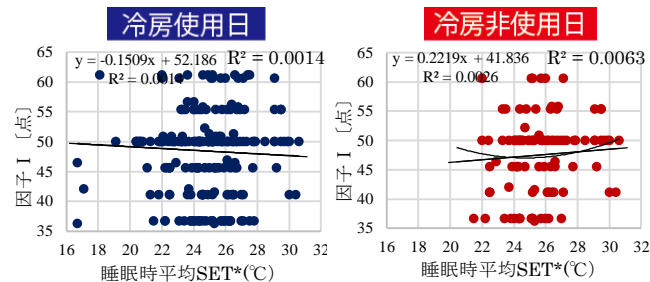 冷房使用日
y = -0.1509x + 52.186
R² = 0.0014
R² = 0.0014
因子Ⅰ〔点〕
65
60
55
50
45
40
35
16 18 20 22 24 26 28 30 32
睡眠時平均SET*(℃)
冷房非使用日
y = 0.2219x + 41.836
R² = 0.0063
R² = 0.0026
因子Ⅰ〔点〕
65
60
55
50
45
40
35
16 18 20 22 24 26 28 30 32
睡眠時平均SET*(℃)